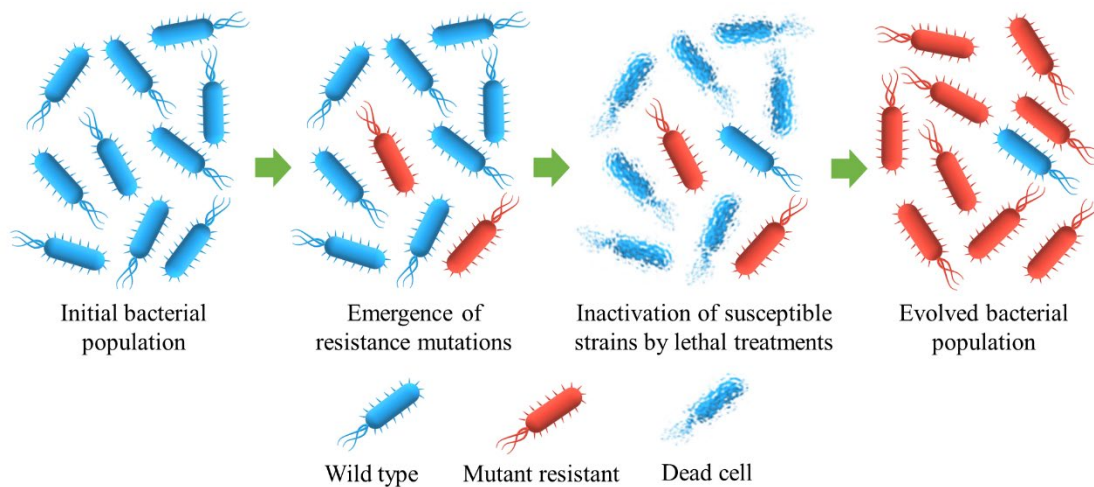 Initial bacterial
population
Emergence of
resistance mutations
Inactivation of susceptible
strains by lethal treatments
Evolved bacterial
population
Wild type
Mutant resistant
Dead cell